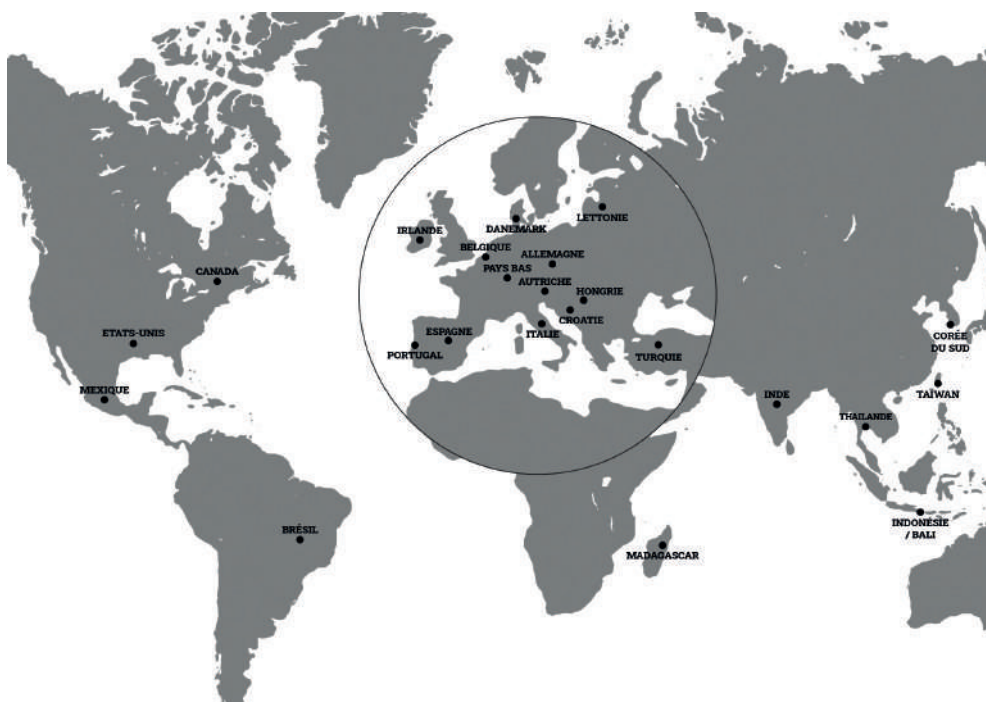 LETTONIE
DANEMARK
IRLANDE
BELGIQUE
ALLEMAGNE
PAYS BAS
CANADA
AUTRICHE
HONGRIE
CROATIE
ETATS-UNIS
ESPAGNE
ITALIE
PORTUGAL
TURQUIE
CORÉE
DU SUD
MEXIQUE
INDE
TAÏWAN
THAILANDE
INDONÉSIE
/ BALI
BRÉSIL
MADAGASCAR